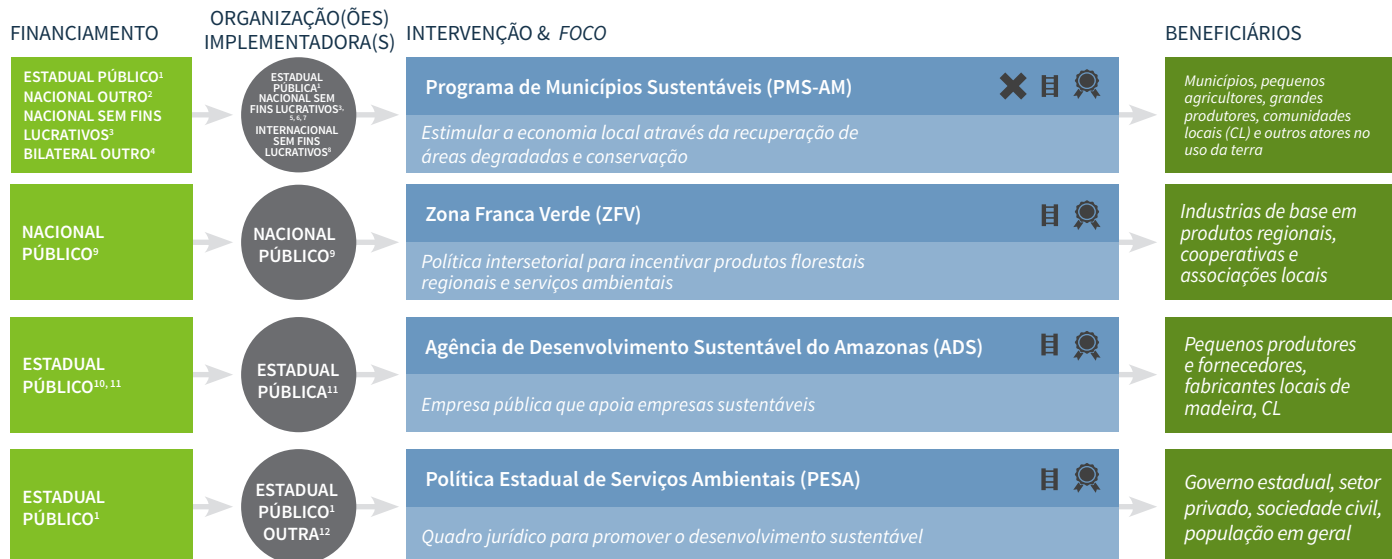 FINANCIAMENTO
ORGANIZAÇÃO(ÕES)
IMPLEMENTADORA(S)
INTERVENÇÃO & FOCO
BENEFICIÁRIOS
ESTADUAL PÚBLICO¹
NACIONAL OUTRO²
NACIONAL SEM FINS
LUCRATIVOS³
BILATERAL OUTRO⁴
ESTADUAL
PÚBLICA¹
NACIONAL SEM
FINS LUCRATIVOS³,
⁵, ⁶, ⁷
INTERNACIONAL
SEM FINS
LUCRATIVOS⁸
Programa de Municípios Sustentáveis (PMS-AM)
Estimular a economia local através da recuperação de
áreas degradadas e conservação
Municípios, pequenos
agricultores, grandes
produtores, comunidades
locais (CL) e outros atores no
uso da terra
NACIONAL
PÚBLICO⁹
NACIONAL
PÚBLICO⁹
Zona Franca Verde (ZFV)
Política intersetorial para incentivar produtos florestais
regionais e serviços ambientais
Industrias de base em
produtos regionais,
cooperativas e
associações locais
ESTADUAL
PÚBLICO¹⁰, ¹¹
ESTADUAL
PÚBLICA¹¹
Agência de Desenvolvimento Sustentável do Amazonas (ADS)
Empresa pública que apoia empresas sustentáveis
Pequenos produtores
e fornecedores,
fabricantes locais de
madeira, CL
ESTADUAL
PÚBLICO¹
ESTADUAL
PÚBLICO¹
OUTRA¹²
Política Estadual de Serviços Ambientais (PESA)
Quadro jurídico para promover o desenvolvimento sustentável
Governo estadual, setor
privado, sociedade civil,
população em geral